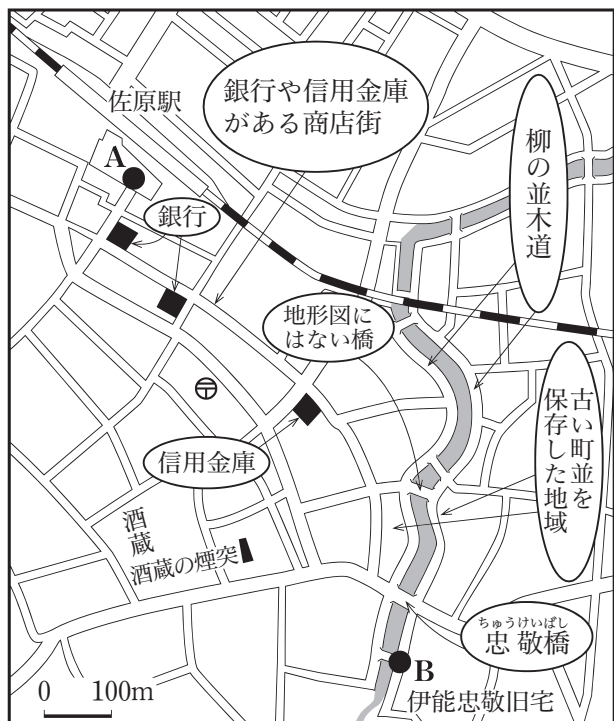 佐原駅
A
銀行や信用金庫
がある商店街
柳の並木道
銀行
地形図に
はない橋
古い町並を
保存した地域
〒
信用金庫
酒蔵
酒蔵の煙突
ちゅうけいばし
忠敬橋
B
伊能忠敬旧宅
0 100m